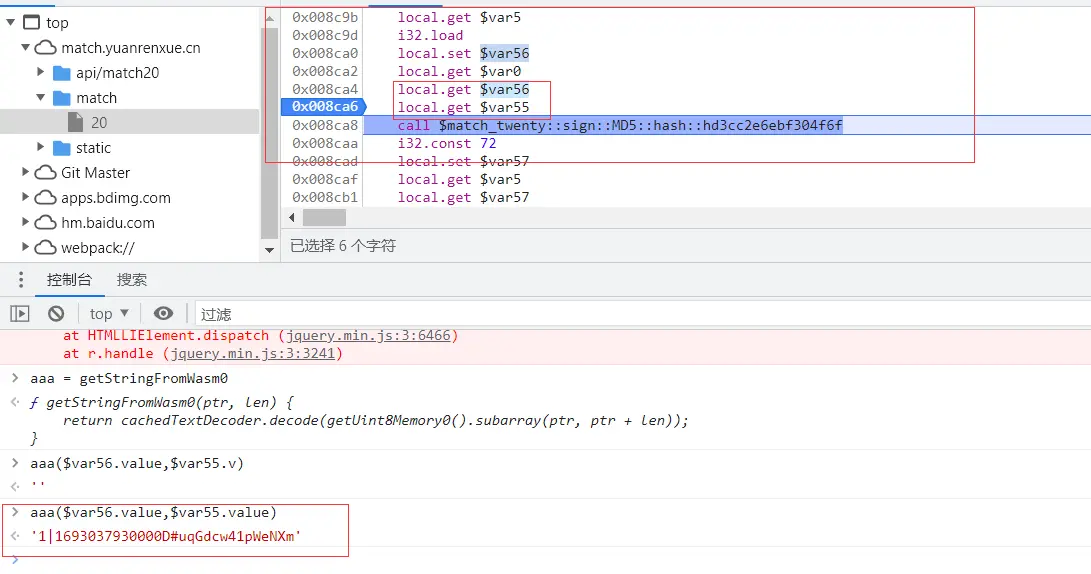 top
match.yuanrenxue.cn
api/match20
match
20
static
Git Master
apps.bdimg.com
hm.baidu.com
webpack://
0x008c9b local.get $var5
0x008c9d i32.load
0x008ca0 local.set $var56
0x008ca2 local.get $var0
0x008ca4 local.get $var56
0x008ca6 local.get $var55
0x008ca8 call $match_twenty::sign::MD5::hash::hd3cc2e6ebf304f6f
0x008caa i32.const 72
0x008cad local.set $var57
0x008caf local.get $var5
0x008cb1 local.get $var57
已选择 6 个字符
控制台 搜索
top ▼ 过滤
at HTMLLIElement.dispatch (jquery.min.js:3:6466)
at r.handle (jquery.min.js:3:3241)
> aaa = getStringFromWasm0
ƒ getStringFromWasm0(ptr, len) {
return cachedTextDecoder.decode(getUint8Memory0().subarray(ptr, ptr + len));
}
> aaa($var56.value,$var55.v)
''
> aaa($var56.value,$var55.value)
'1|1693037930000D#uqGdcw41pWeNXm'
>